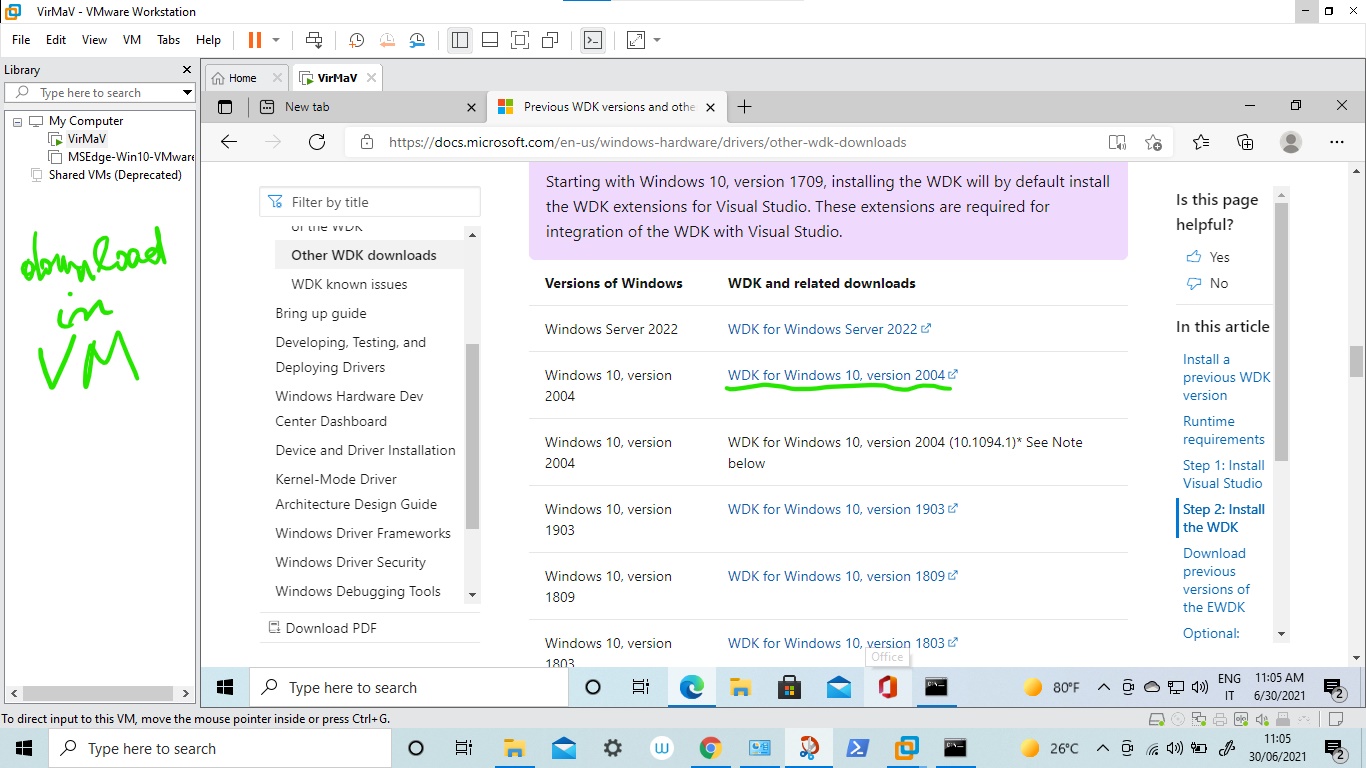 VirMaV - VMware Workstation
File Edit View VM Tabs Help
Library
Type here to search
My Computer
VirMaV
MSEdge-Win10-VMware
Shared VMs (Deprecated)
download
in
VM
Home
VirMaV
New tab
Previous WDK versions and othe
https://docs.microsoft.com/en-us/windows-hardware/drivers/other-wdk-downloads
Filter by title
of the WDK
Other WDK downloads
WDK known issues
Bring up guide
Developing, Testing, and
Deploying Drivers
Windows Hardware Dev
Center Dashboard
Device and Driver Installation
Kernel-Mode Driver
Architecture Design Guide
Windows Driver Frameworks
Windows Driver Security
Windows Debugging Tools
Download PDF
Starting with Windows 10, version 1709, installing the WDK will by default install
the WDK extensions for Visual Studio. These extensions are required for
integration of the WDK with Visual Studio.
Versions of Windows WDK and related downloads
Windows Server 2022 WDK for Windows Server 2022
Windows 10, version WDK for Windows 10, version 2004
2004
Windows 10, version WDK for Windows 10, version 2004 (10.1094.1)* See Note
2004 below
Windows 10, version WDK for Windows 10, version 1903
1903
Windows 10, version WDK for Windows 10, version 1809
1809
Windows 10, version WDK for Windows 10, version 1803
1803
Office
Is this page
helpful?
Yes
No
In this article
Install a
previous WDK
version
Runtime
requirements
Step 1: Install
Visual Studio
Step 2: Install
the WDK
Download
previous
versions of
the EWDK
Optional:
Type here to search
80°F
ENG
IT
11:05 AM
6/30/2021
2
To direct input to this VM, move the mouse pointer inside or press Ctrl+G.
Type here to search
26°C
11:05
30/06/2021
2